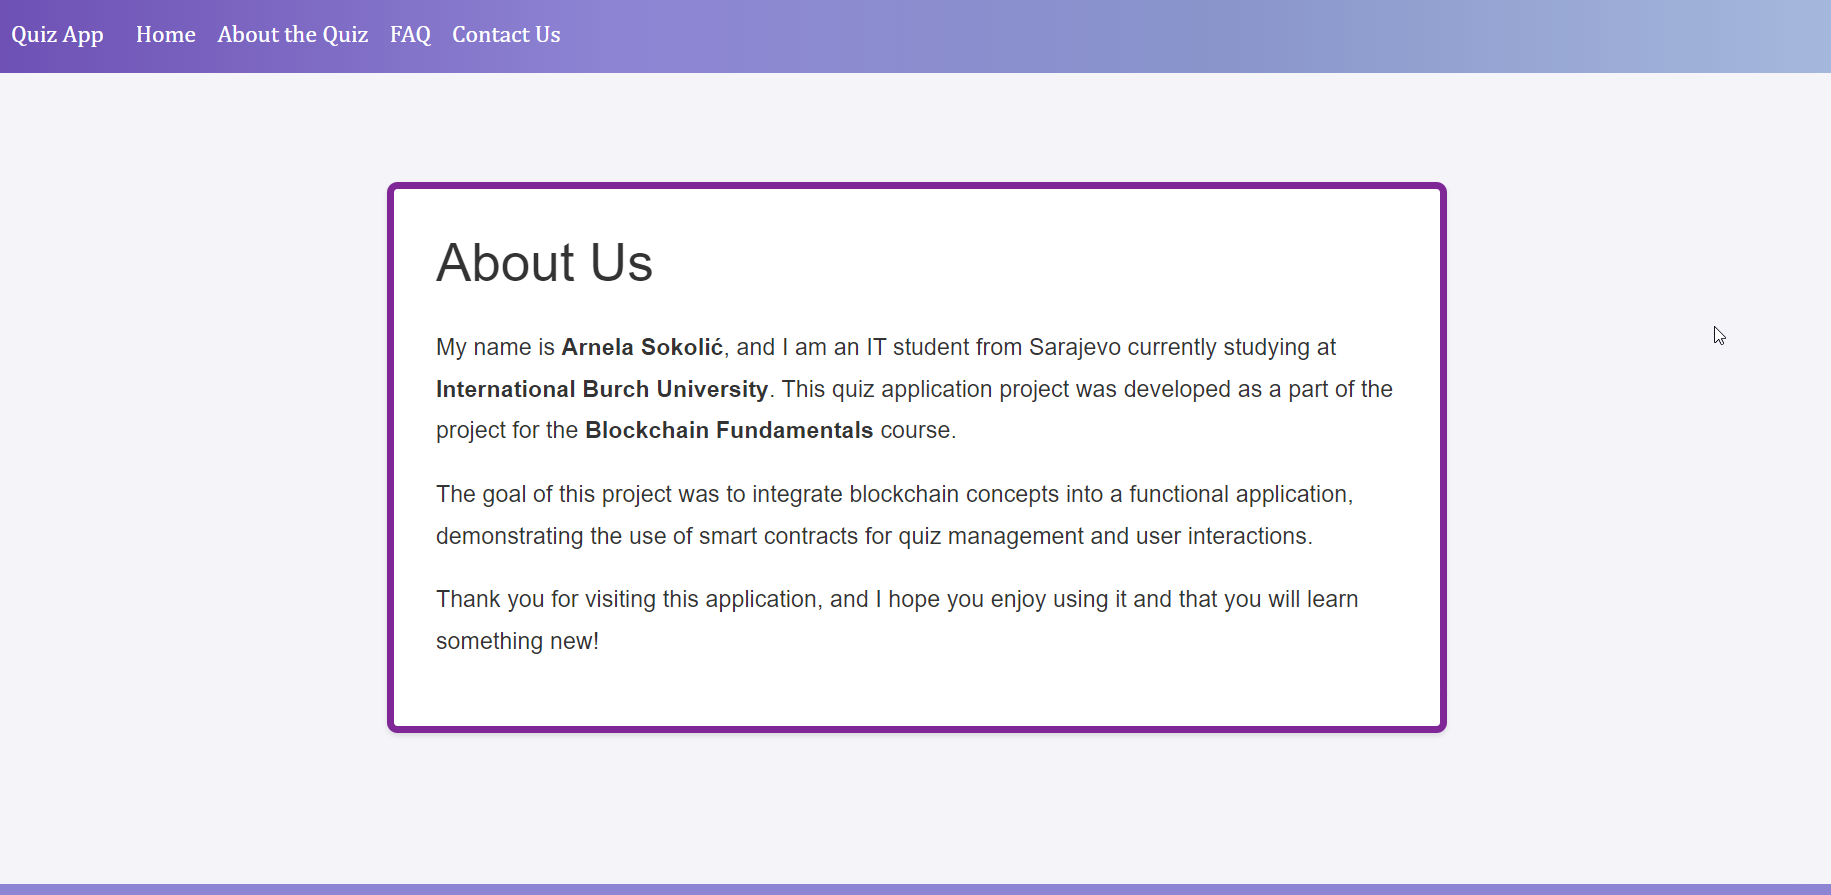 Quiz App Home About the Quiz FAQ Contact Us
About Us
My name is Arnela Sokolić, and I am an IT student from Sarajevo currently studying at
International Burch University. This quiz application project was developed as a part of the
project for the Blockchain Fundamentals course.
The goal of this project was to integrate blockchain concepts into a functional application,
demonstrating the use of smart contracts for quiz management and user interactions.
Thank you for visiting this application, and I hope you enjoy using it and that you will learn
something new!